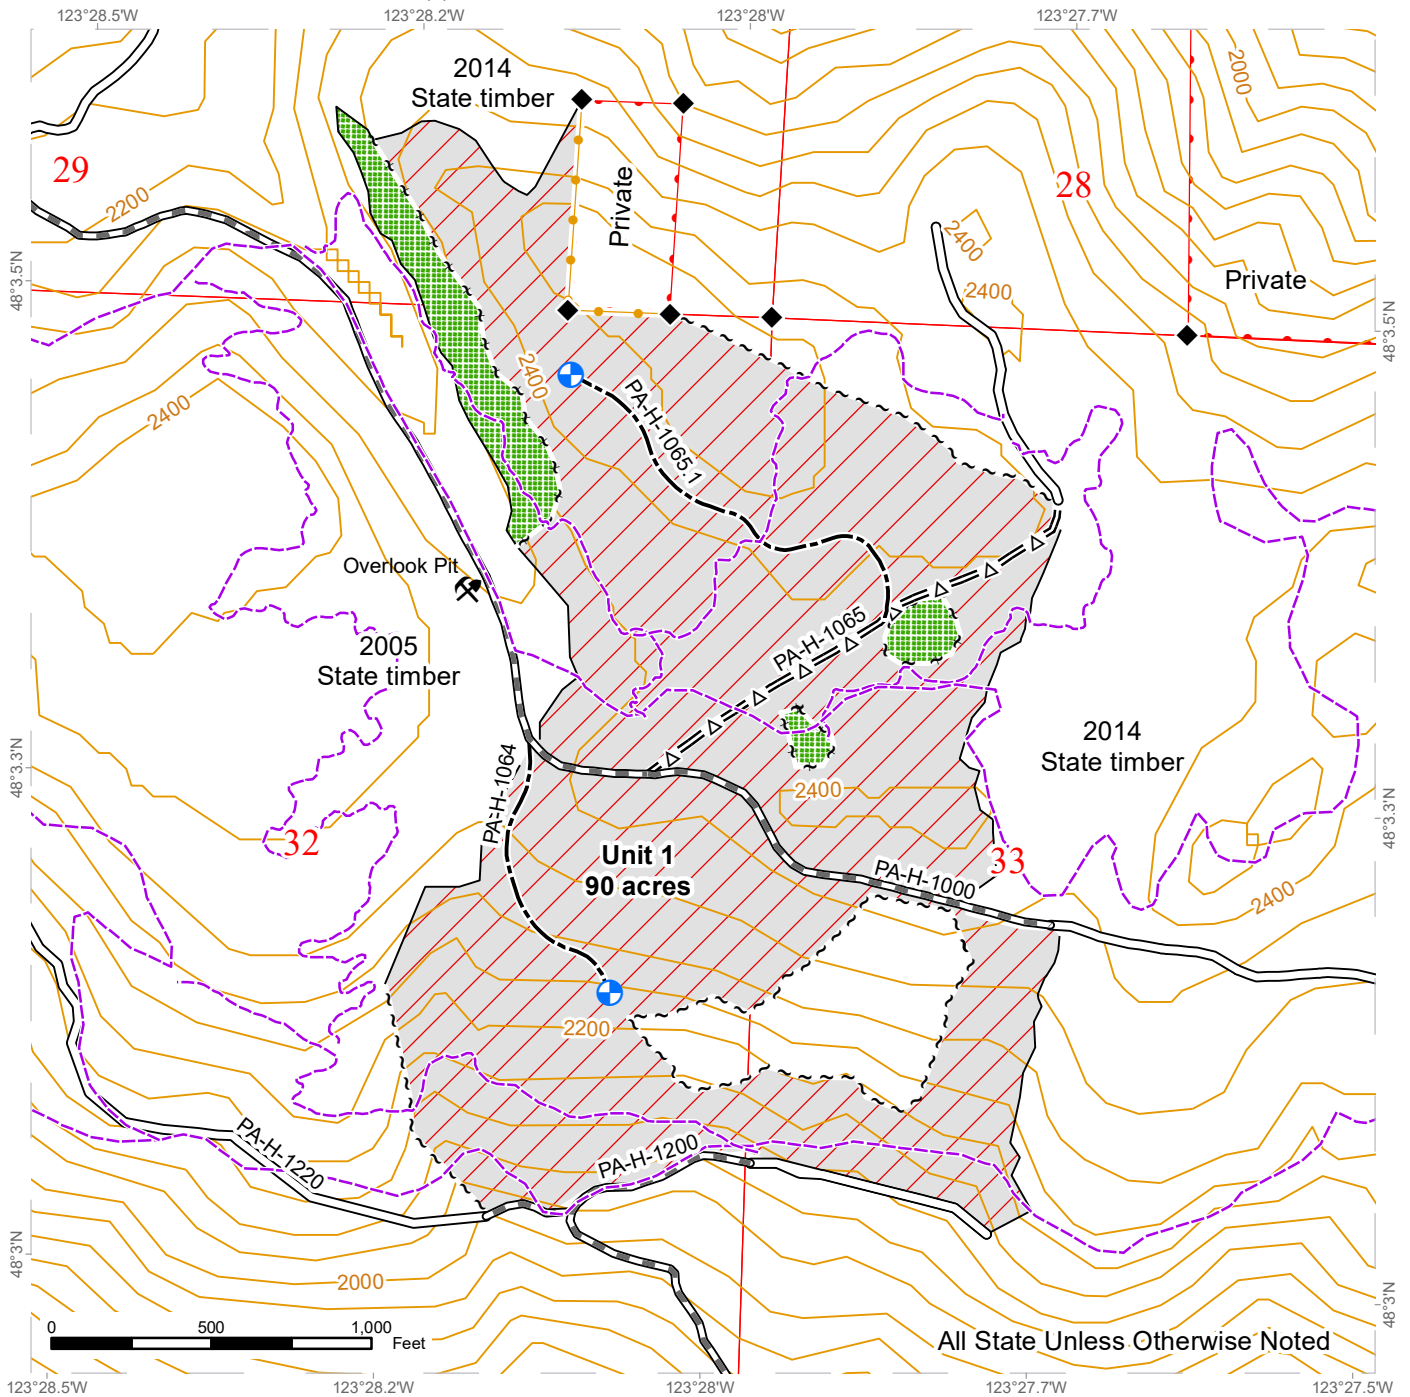 123°28.5'W
123°28.2'W
123°28'W
123°27.7'W
2014
State timber
2000
29
28
Private
2200
2400
Private
48°3.5'N
2400
48°3.5'N
2400
2400
PA-H-1065.1
Overlook Pit
2005
State timber
PA-H-1065
2014
State timber
48°3.3'N
PA-H-1064
2400
48°3.3'N
32
Unit 1
90 acres
33
PA-H-1000
2400
2200
PA-H-1220
PA-H-1200
48°3'N
2000
48°3'N
0
500
1,000
Feet
All State Unless Otherwise Noted
123°28.5'W
123°28.2'W
123°28'W
123°27.7'W
123°27.5'W